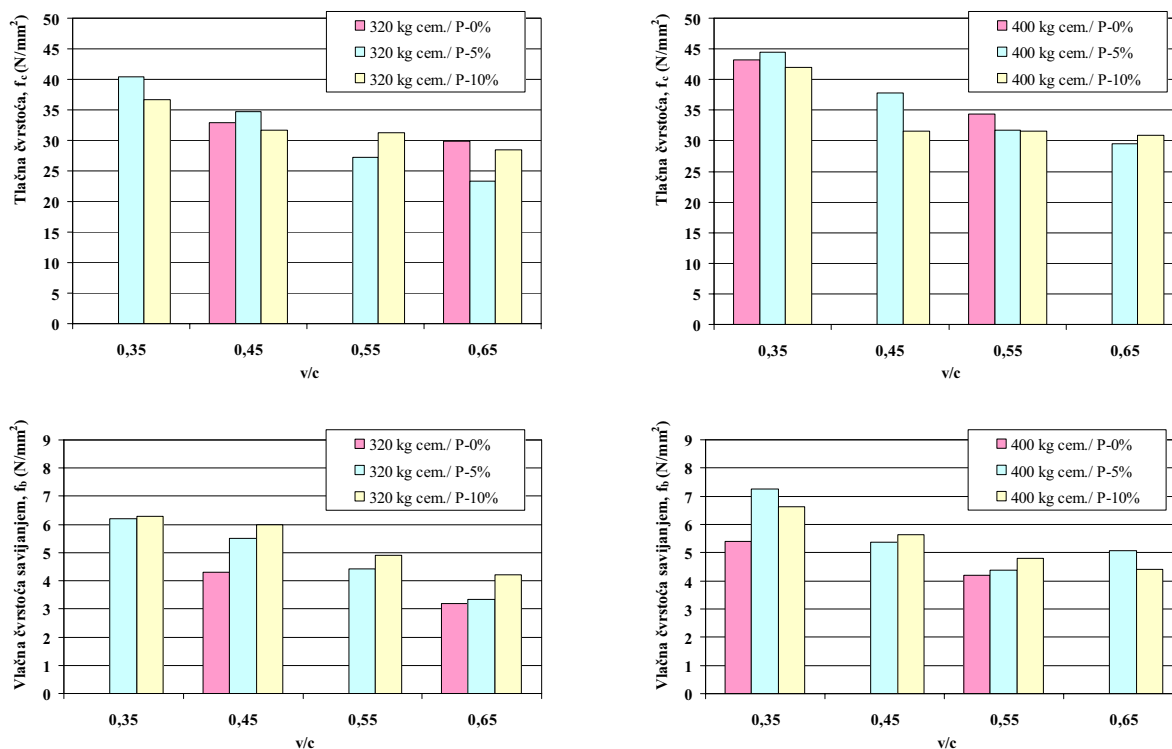 Tlačna čvrstoća, f_c (N/mm²)
50
45
40
35
30
25
20
15
10
5
0
320 kg cem./ P-0%
320 kg cem./ P-5%
320 kg cem./ P-10%
0,35 0,45 0,55 0,65
v/c
Tlačna čvrstoća, f_c (N/mm²)
50
45
40
35
30
25
20
15
10
5
0
400 kg cem./ P-0%
400 kg cem./ P-5%
400 kg cem./ P-10%
0,35 0,45 0,55 0,65
v/c
Vlačna čvrstoća savijanjem, f_b (N/mm²)
9
8
7
6
5
4
3
2
1
0
320 kg cem./ P-0%
320 kg cem./ P-5%
320 kg cem./ P-10%
0,35 0,45 0,55 0,65
v/c
Vlačna čvrstoća savijanjem, f_b (N/mm²)
9
8
7
6
5
4
3
2
1
0
400 kg cem./ P-0%
400 kg cem./ P-5%
400 kg cem./ P-10%
0,35 0,45 0,55 0,65
v/c